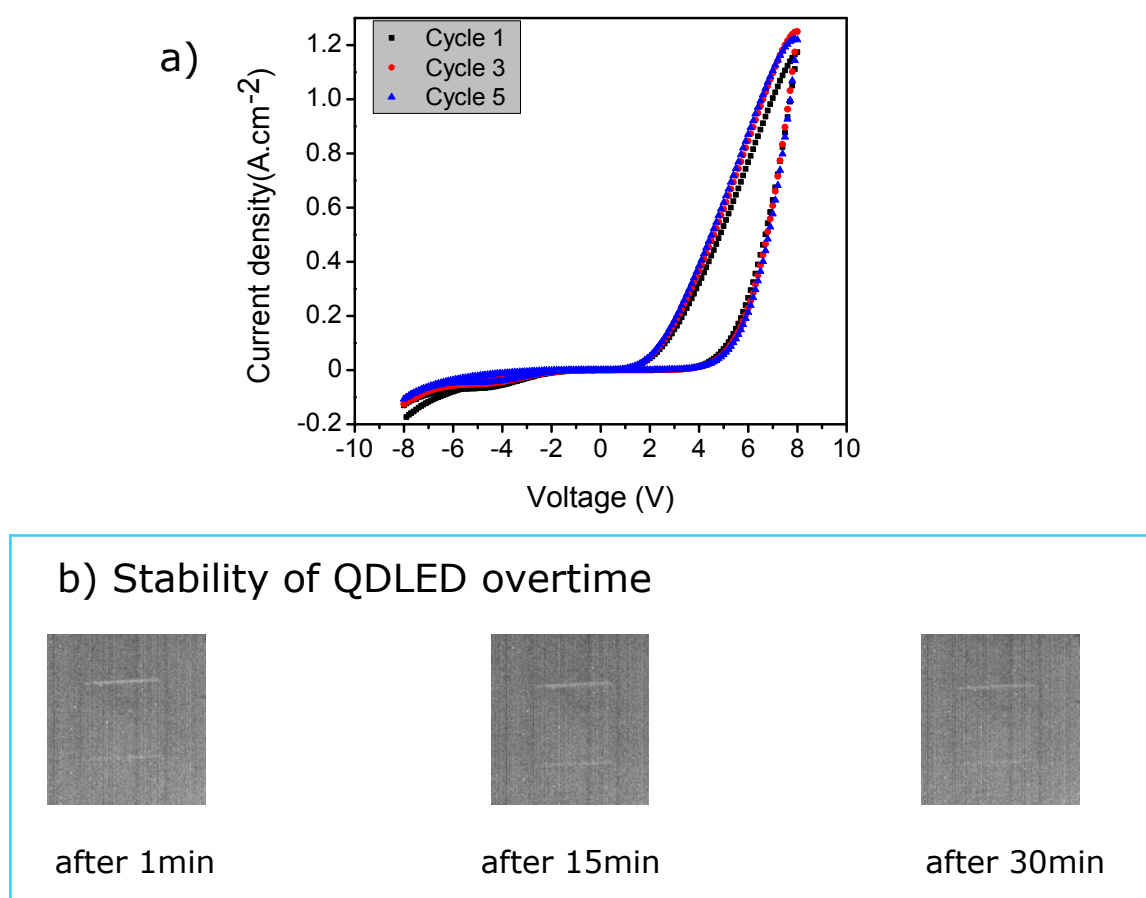 a)
Cycle 1
Cycle 3
Cycle 5
Current density(A.cm-2)
1.2
1.0
0.8
0.6
0.4
0.2
0
-0.2
-10 -8 -6 -4 -2 0 2 4 6 8 10
Voltage (V)
b) Stability of QDLED overtime
after 1min after 15min after 30min